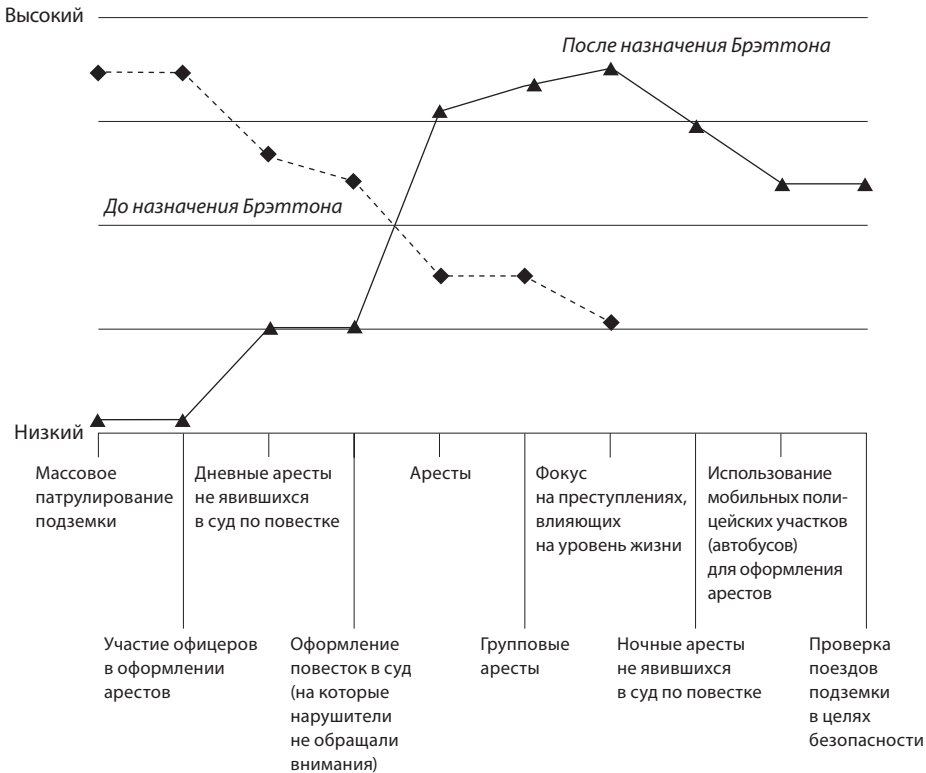 Высокий
После назначения Брэттона
До назначения Брэттона
Низкий
Массовое
патрулирование
подземки
Дневные аресты
не явившихся
в суд по повестке
Аресты
Фокус
на преступлениях,
влияющих
на уровень жизни
Использование
мобильных поли-
цейских участков
(автобусов)
для оформления
арестов
Участие офицеров
в оформлении
арестов
Оформление
повесток в суд
(на которые
нарушители
не обращали
внимания)
Групповые
аресты
Ночные аресты
не явившихся
в суд по повестке
Проверка
поездов
подземки
в целях
безопасности